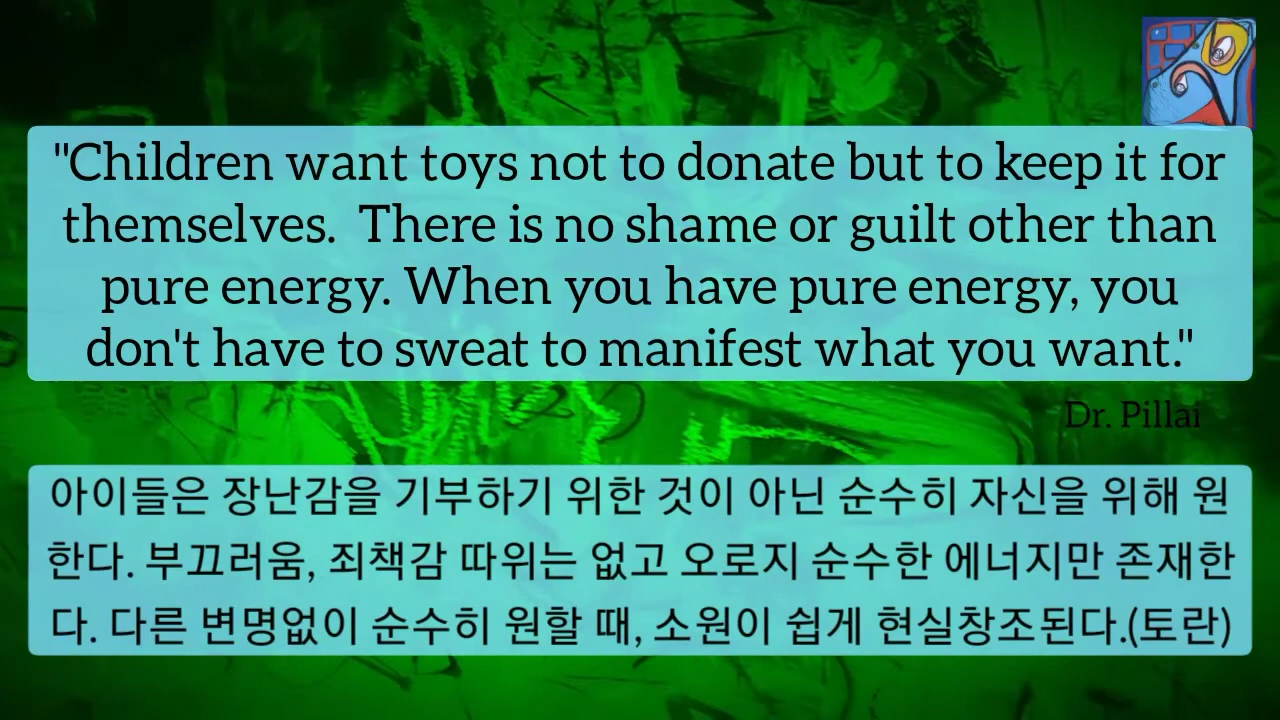 "Children want toys not to donate but to keep it for
themselves.  There is no shame or guilt other than
pure energy. When you have pure energy, you
don't have to sweat to manifest what you want."
Dr. Pillai
아이들은 장난감을 기부하기 위한 것이 아닌 순수히 자신을 위해 원
한다. 부끄러움, 죄책감 따위는 없고 오로지 순수한 에너지만 존재한
다. 다른 변명없이 순수히 원할 때, 소원이 쉽게 현실창조된다.(토란)